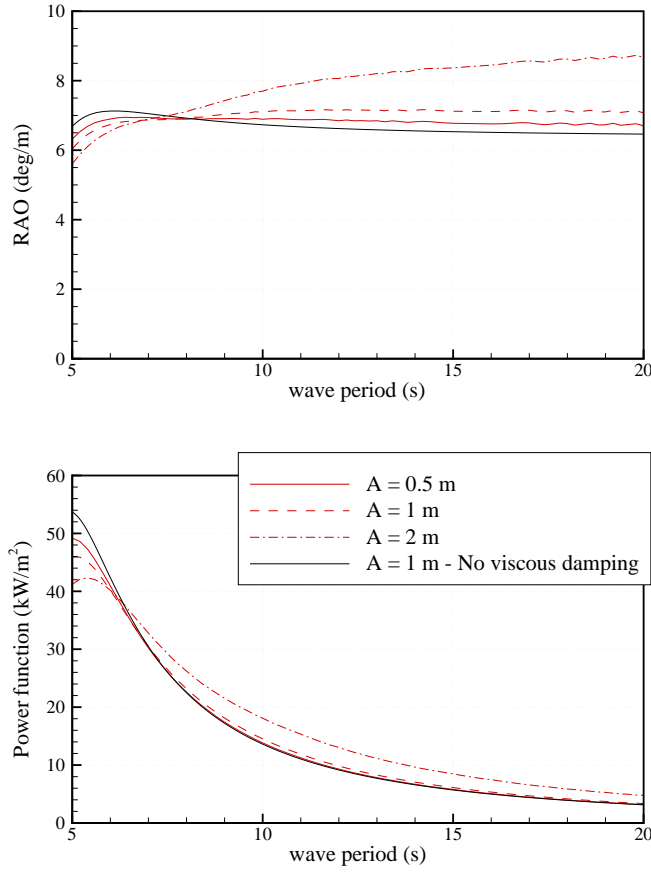 10
8
6
4
2
0
RAO (deg/m)
5 10 15 20
wave period (s)
60
50
40
30
20
10
0
Power function (kW/m²)
A = 0.5 m
A = 1 m
A = 2 m
A = 1 m - No viscous damping
5 10 15 20
wave period (s)